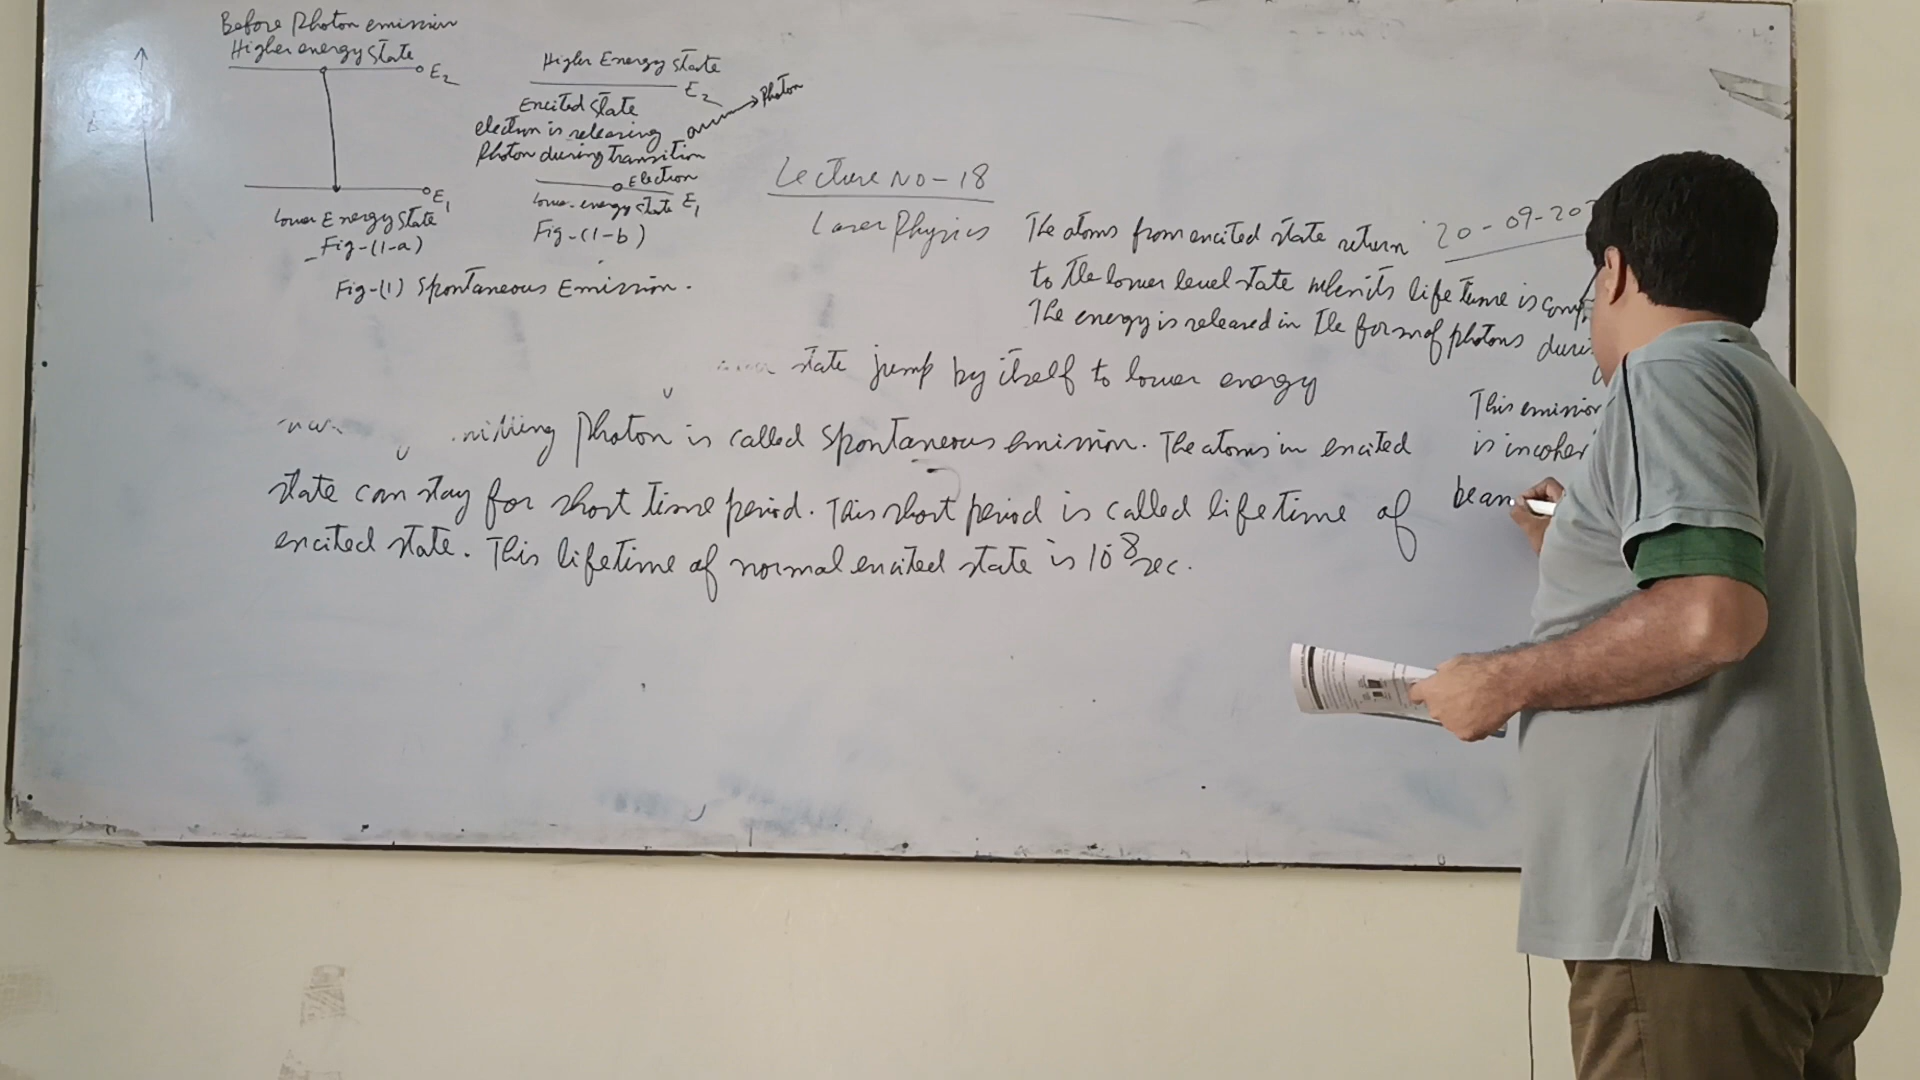 Before Photon emission
Higher energy state
E2
E1
Lower Energy state
Fig-(1-a)
Higher Energy state
E2
Photon
Excited state
electron is releasing
Photon during transition
Electron
Lower energy state E1
Fig-(1-b)
Fig-(1) Spontaneous Emission.
Lecture No-18
Laser Physics
20-09-202
The atoms from excited state return
to the lower level state when its life time is
The energy is released in the form of photons
state jump by itself to lower energy
Photon is called spontaneous emission. The atoms in excited
state can stay for short time period. This short period is called lifetime of
excited state. This lifetime of normal excited state is 10-8 sec.
This emission
is incoher
beam